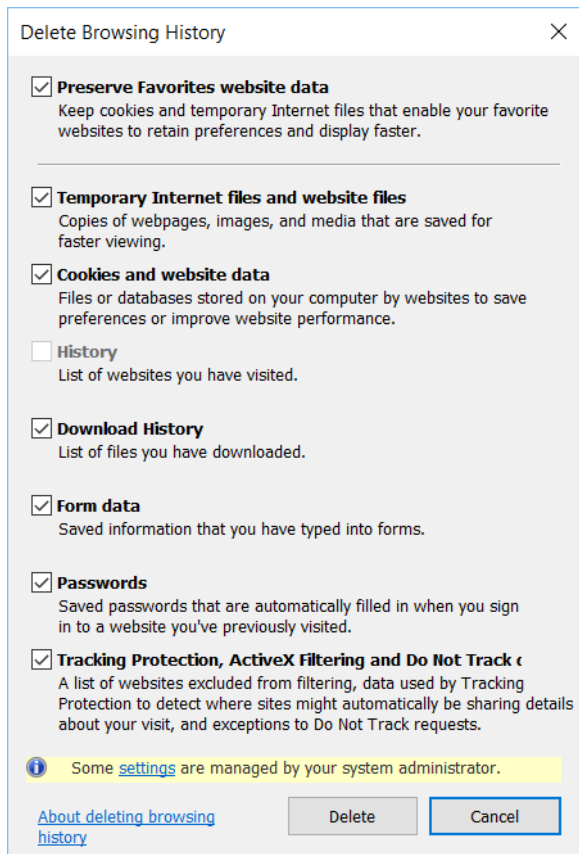 Delete Browsing History
Preserve Favorites website data
Keep cookies and temporary Internet files that enable your favorite
websites to retain preferences and display faster.
Temporary Internet files and website files
Copies of webpages, images, and media that are saved for
faster viewing.
Cookies and website data
Files or databases stored on your computer by websites to save
preferences or improve website performance.
History
List of websites you have visited.
Download History
List of files you have downloaded.
Form data
Saved information that you have typed into forms.
Passwords
Saved passwords that are automatically filled in when you sign
in to a website you've previously visited.
Tracking Protection, ActiveX Filtering and Do Not Track
A list of websites excluded from filtering, data used by Tracking
Protection to detect where sites might automatically be sharing details
about your visit, and exceptions to Do Not Track requests.
Some settings are managed by your system administrator.
About deleting browsing
history
Delete
Cancel